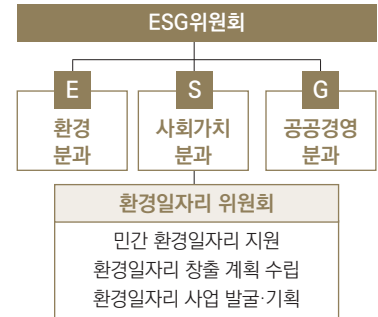 ESG위원회
E S G
환경 사회가치 공공경영
분과 분과 분과
환경일자리 위원회
민간 환경일자리 지원
환경일자리 창출 계획 수립
환경일자리 사업 발굴·기획